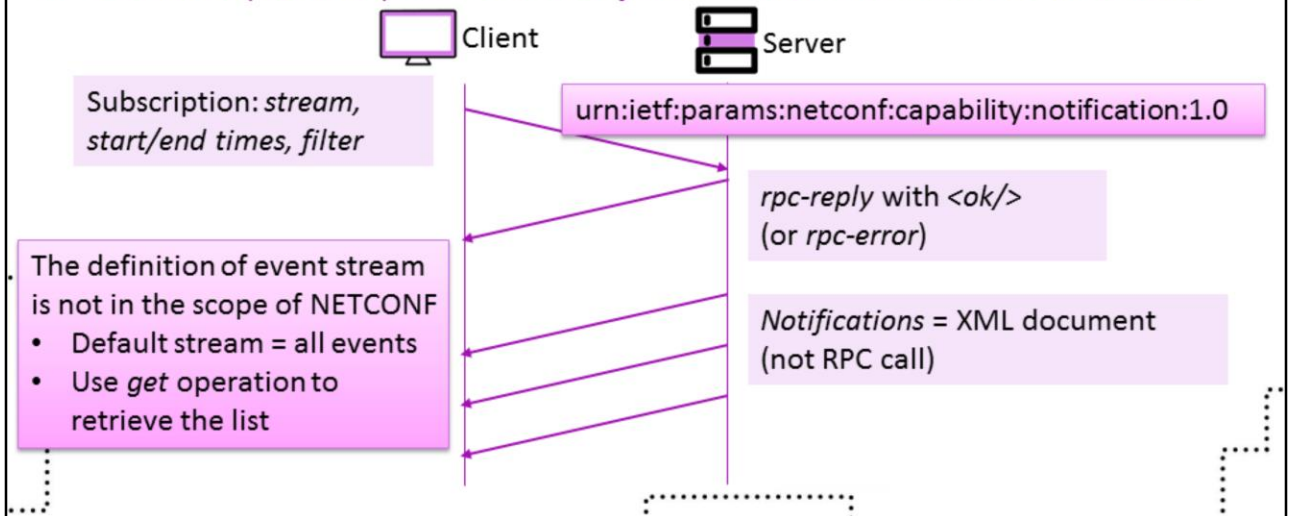 Client
Server
Subscription: stream,
start/end times, filter
urn:ietf:params:netconf:capability:notification:1.0
rpc-reply with <ok/>
(or rpc-error)
The definition of event stream
is not in the scope of NETCONF
• Default stream = all events
• Use get operation to
retrieve the list
Notifications = XML document
(not RPC call)